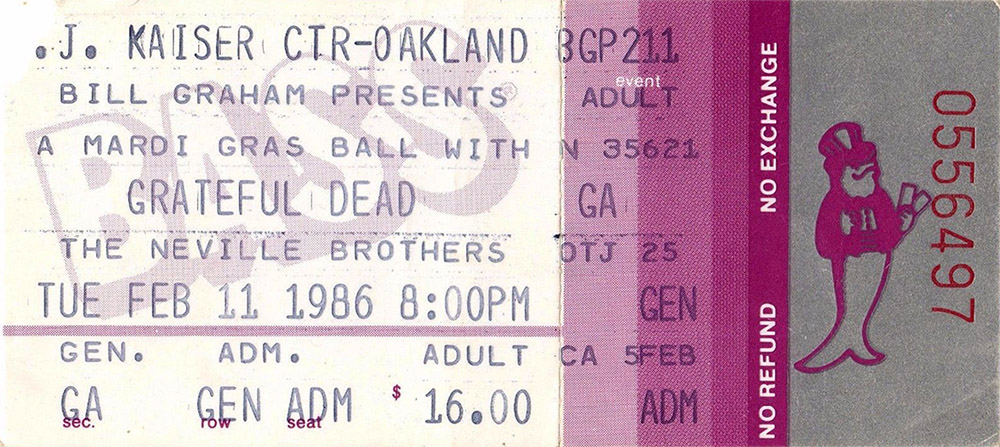 .J. KAISER CTR-OAKLAND BGP211
event
BILL GRAHAM PRESENTS® ADULT
A MARDI GRAS BALL WITH N 35621
BASS
GRATEFUL DEAD GA
THE NEVILLE BROTHERS OTJ 25
TUE FEB 11 1986 8:00PM GEN
GEN. ADM. ADULT CA 5FEB
GA GEN ADM $ 16.00 ADM
sec. row seat
NO REFUND NO EXCHANGE
056497